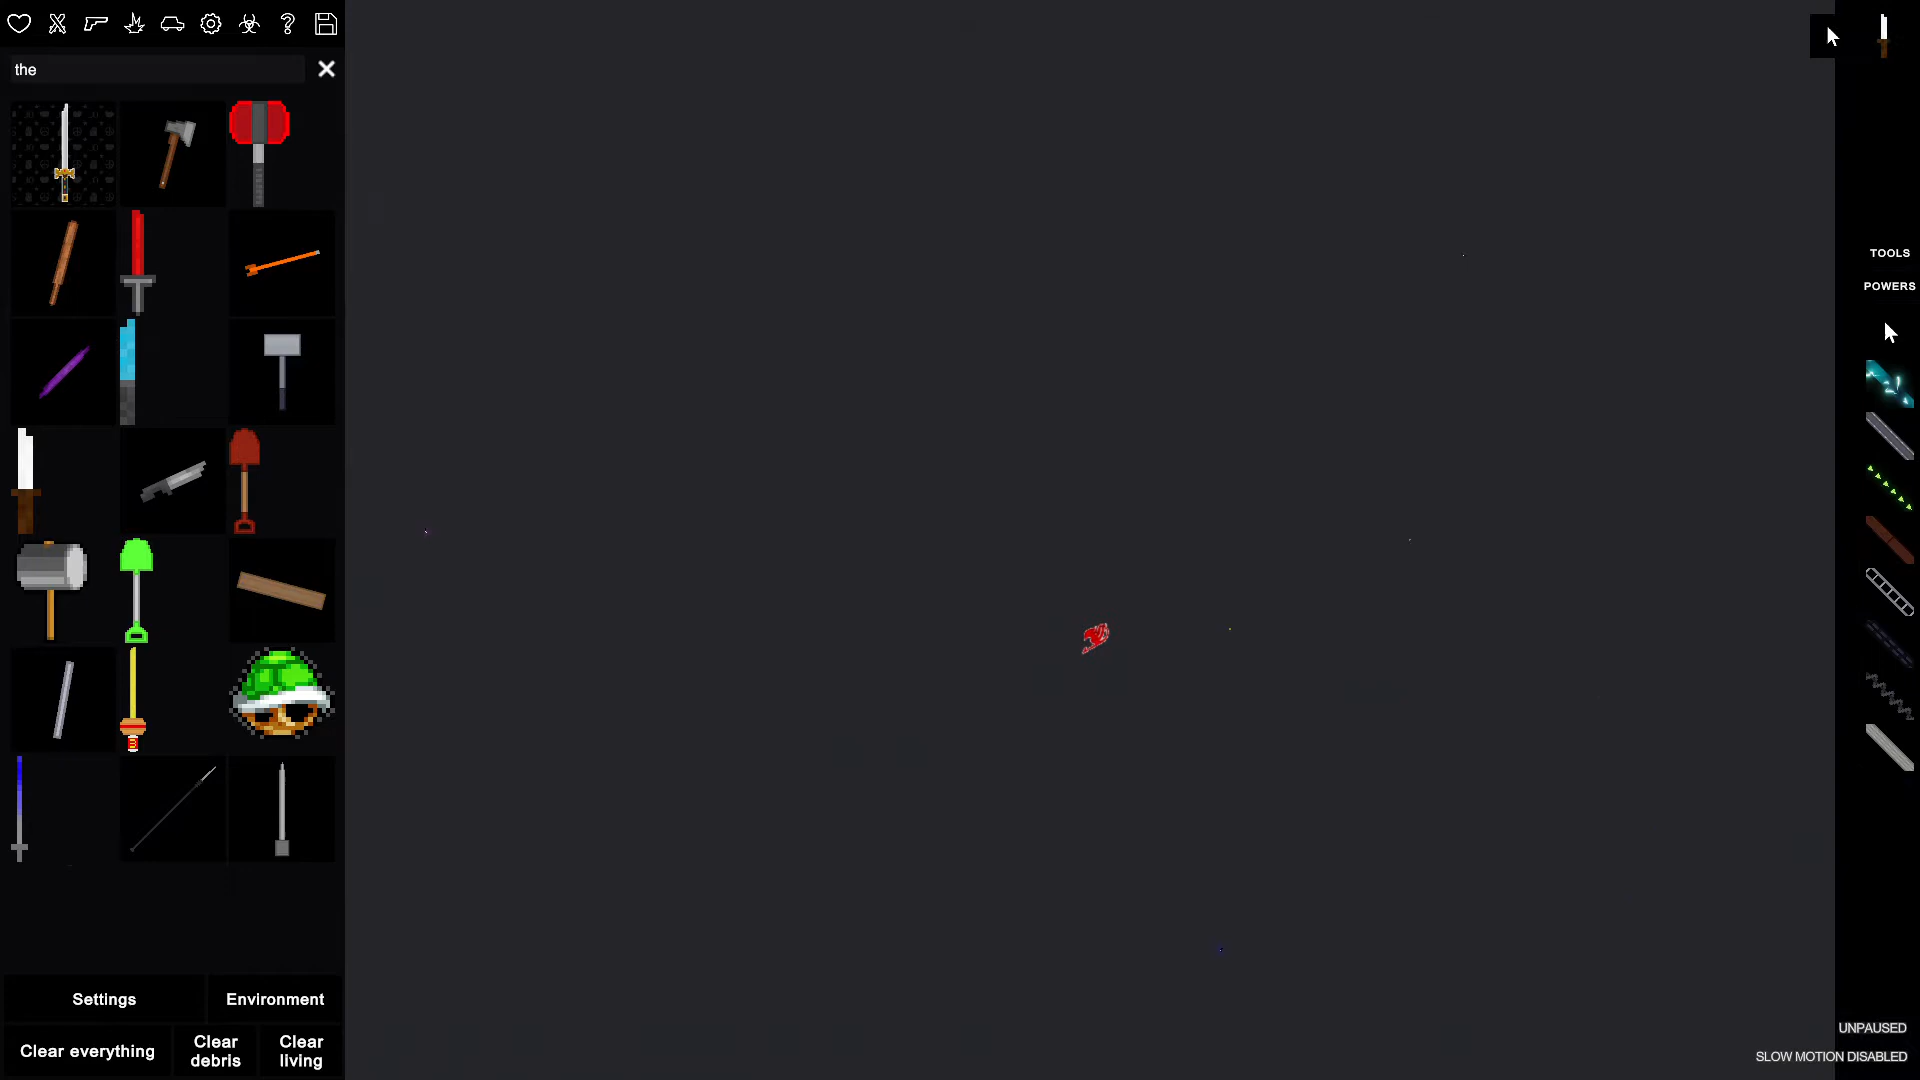 the
TOOLS
POWERS
Settings
Environment
Clear everything
Clear
debris
Clear
living
UNPAUSED
SLOW MOTION DISABLED